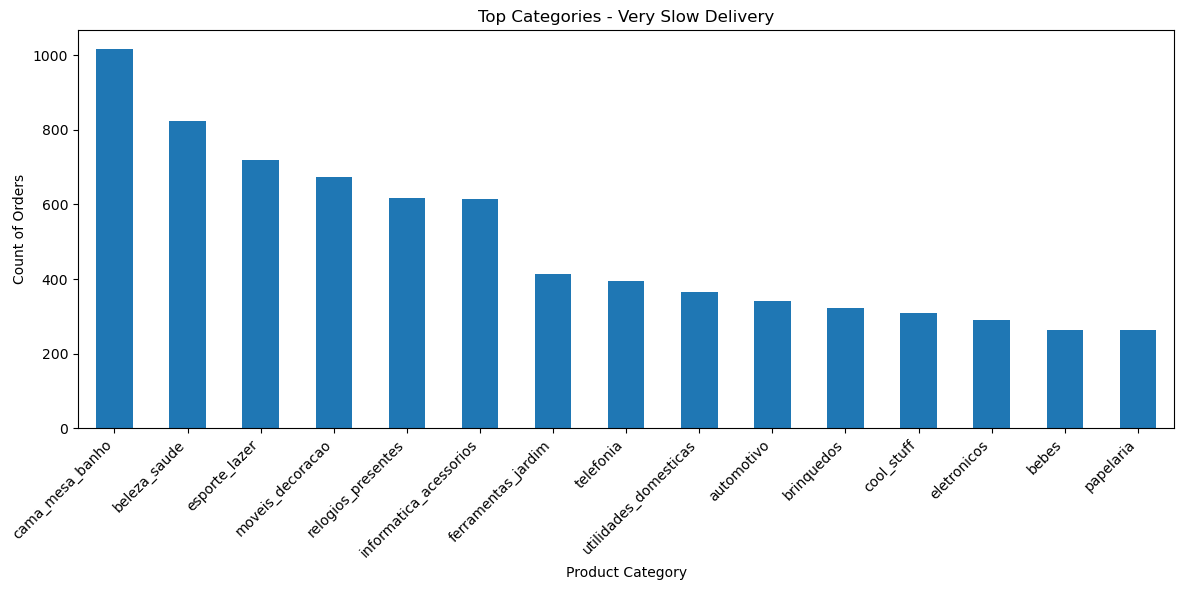 Top Categories - Very Slow Delivery
Count of Orders
1000
800
600
400
200
0
cama_mesa_banho
beleza_saude
esporte_lazer
moveis_decoracao
relogios_presentes
informatica_acessorios
ferramentas_jardim
telefonia
utilidades_domesticas
automotivo
brinquedos
cool_stuff
eletronicos
bebes
papelaria
Product Category